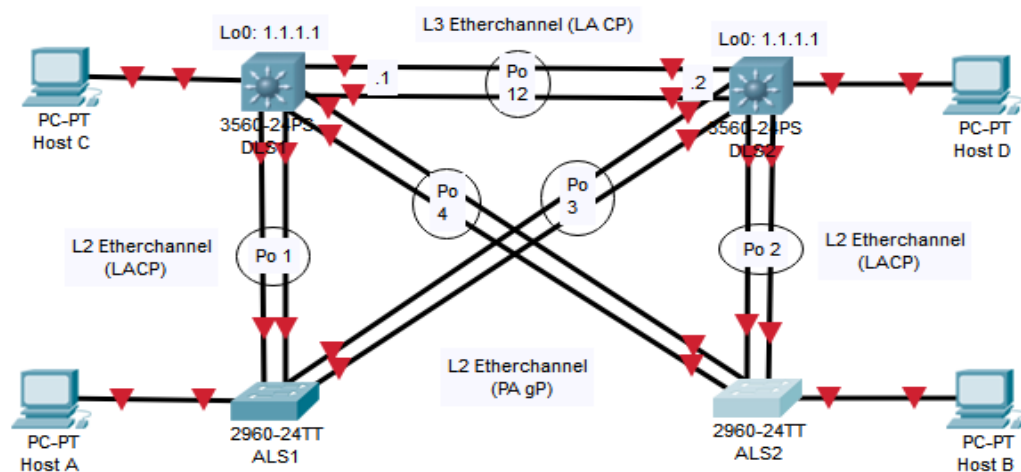 Lo0: 1.1.1.1
L3 Etherchannel (LA CP)
Lo0: 1.1.1.1
.1
Po
12
.2
PC-PT
Host C
3560-24PS
DLS1
3560-24PS
DLS2
PC-PT
Host D
Po
4
Po
3
L2 Etherchannel
(LACP)
Po 1
Po 2
L2 Etherchannel
(LACP)
L2 Etherchannel
(PA gP)
PC-PT
Host A
2960-24TT
ALS1
2960-24TT
ALS2
PC-PT
Host B